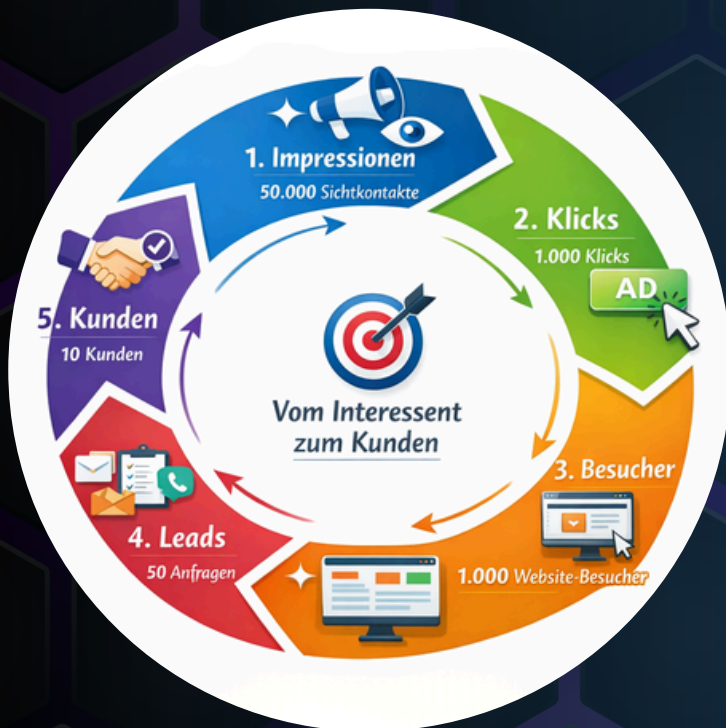 1. Impressionen
50.000 Sichtkontakte
2. Klicks
1.000 Klicks
AD
3. Besucher
1.000 Website-Besucher
4. Leads
50 Anfragen
5. Kunden
10 Kunden
Vom Interessent
zum Kunden